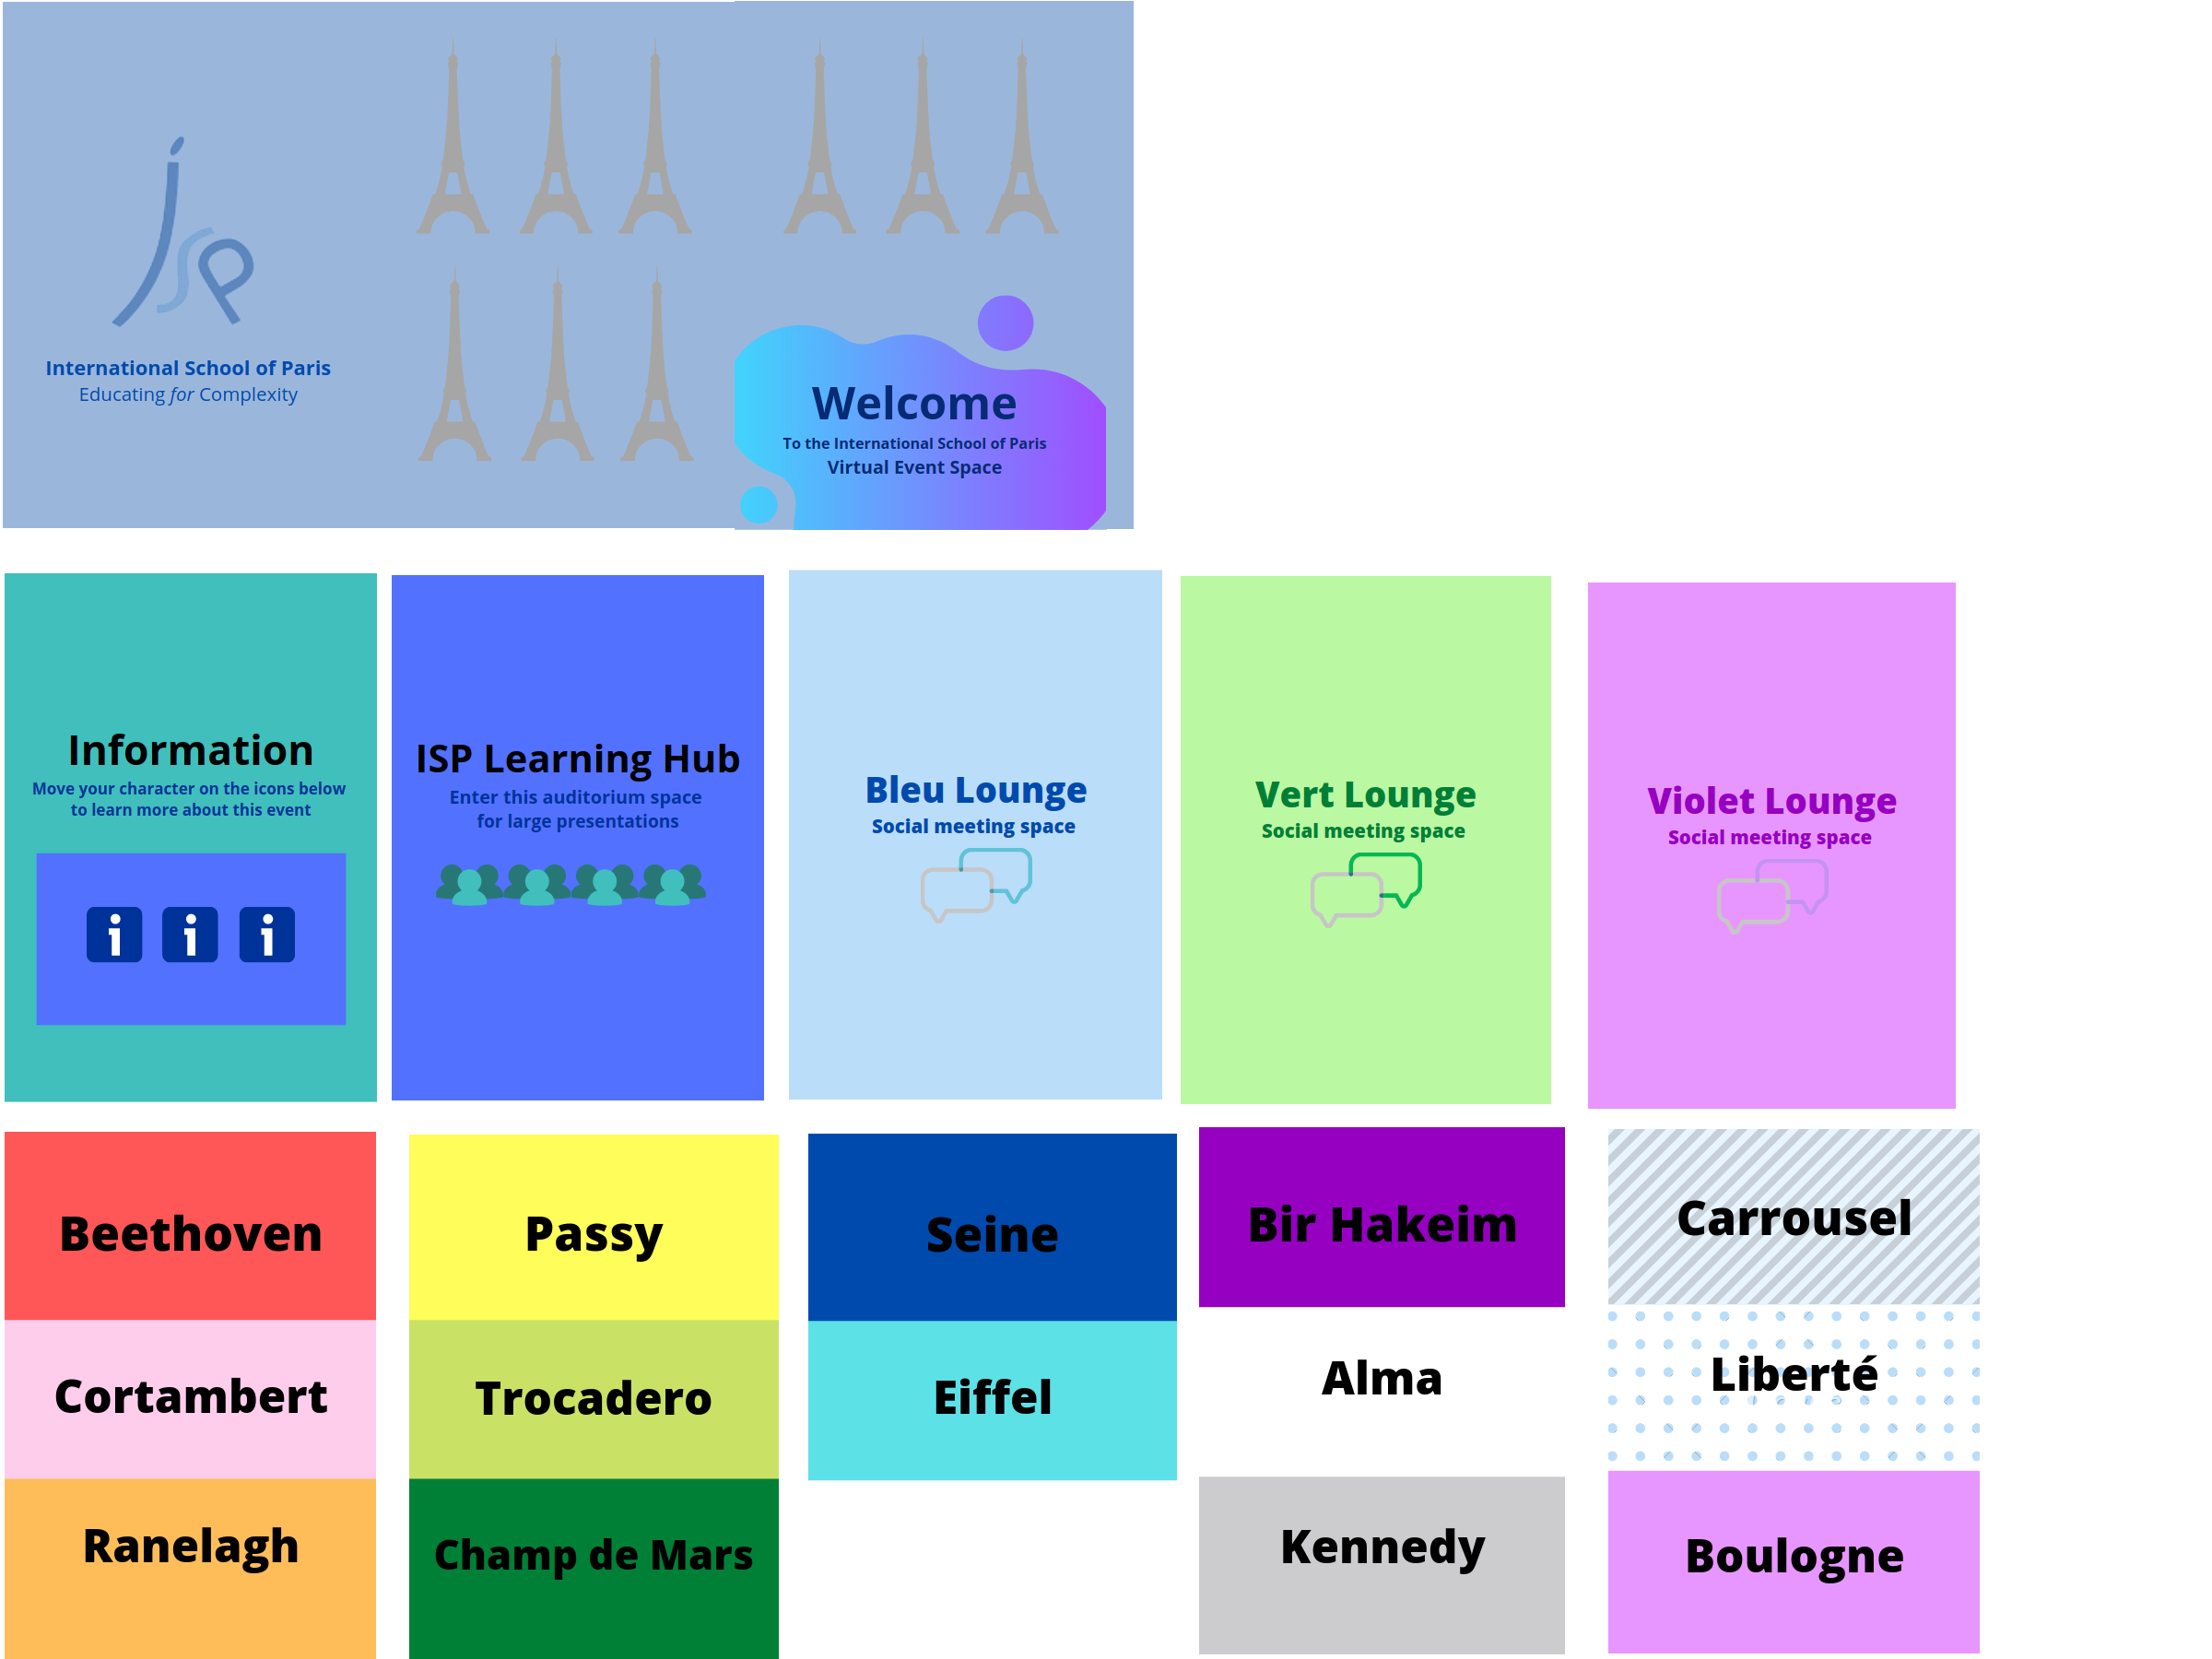 ISP
International School of Paris
Educating for Complexity
Welcome
To the International School of Paris
Virtual Event Space
Information
Move your character on the icons below
to learn more about this event
i i i
ISP Learning Hub
Enter this auditorium space
for large presentations
Bleu Lounge
Social meeting space
Vert Lounge
Social meeting space
Violet Lounge
Social meeting space
Beethoven
Cortambert
Ranelagh
Passy
Trocadero
Champ de Mars
Seine
Eiffel
Bir Hakeim
Alma
Kennedy
Carrousel
Liberté
Boulogne